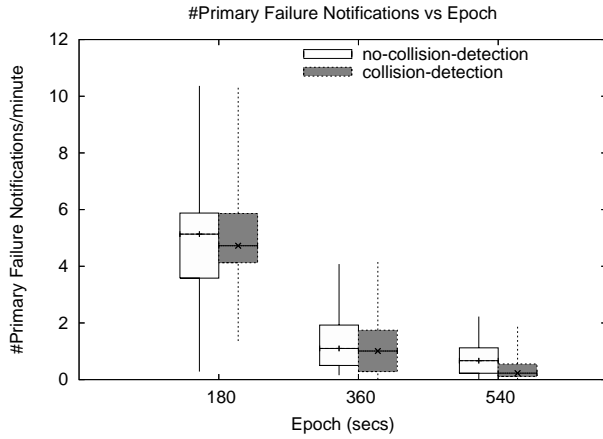 #Primary Failure Notifications vs Epoch
12
10
8
6
4
2
0
#Primary Failure Notifications/minute
no-collision-detection
collision-detection
180
360
540
Epoch (secs)